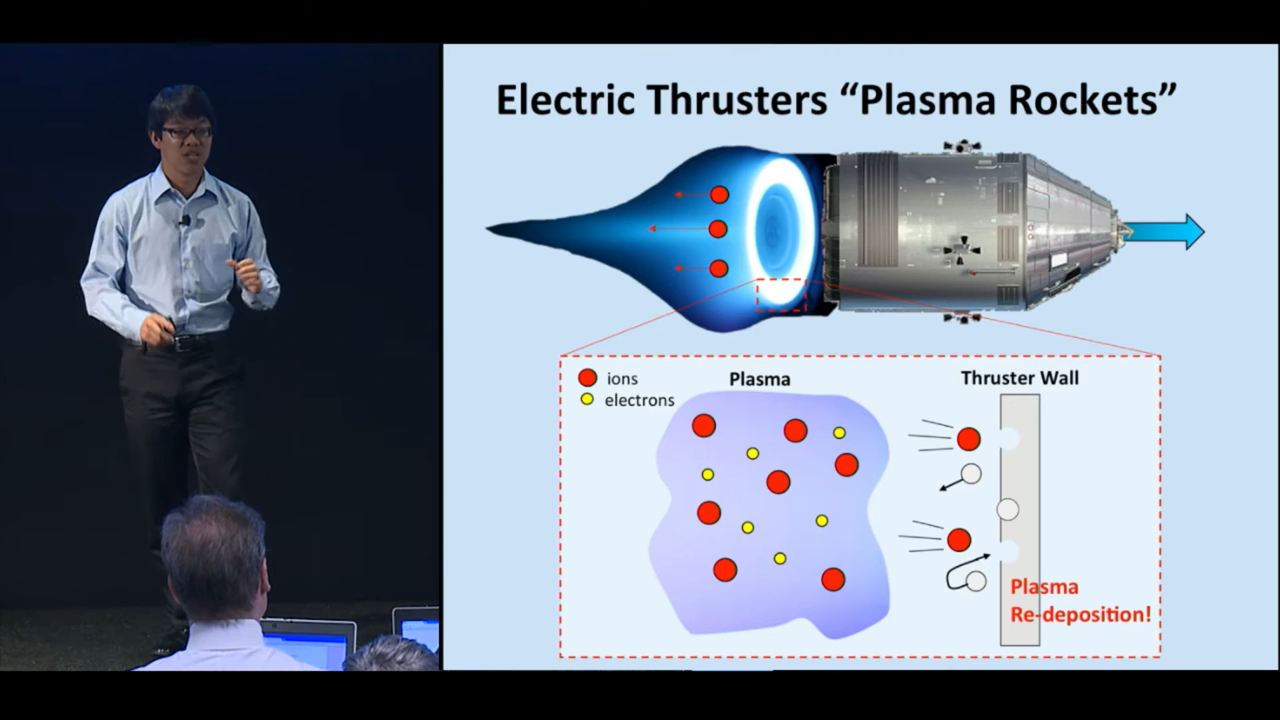 Electric Thrusters “Plasma Rockets”
ions
electrons
Plasma
Thruster Wall
Plasma
Re-deposition!